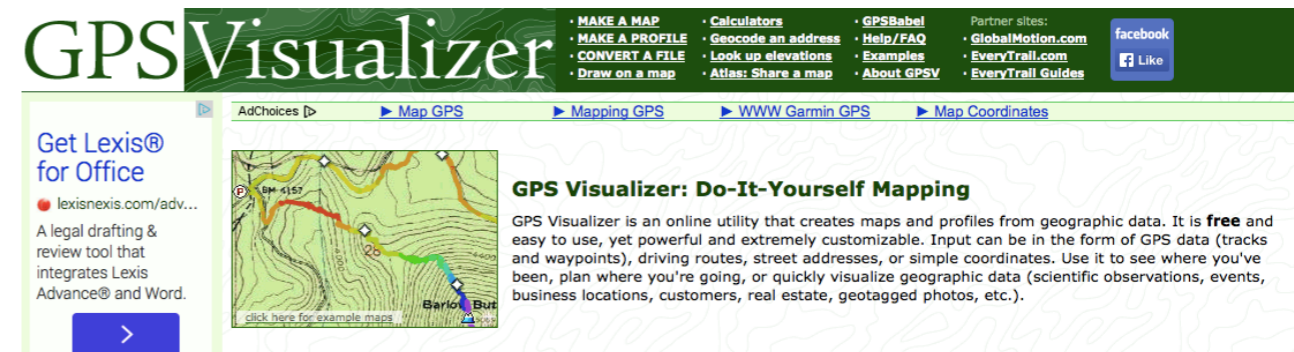 GPSVisualizer
· MAKE A MAP
· MAKE A PROFILE
· CONVERT A FILE
· Draw on a map
· Calculators
· Geocode an address
· Look up elevations
· Atlas: Share a map
· GPSBabel
· Help/FAQ
· Examples
· About GPSV
Partner sites:
· GlobalMotion.com
· EveryTrail.com
· EveryTrail Guides
facebook
f Like
AdChoices
► Map GPS
► Mapping GPS
► WWW Garmin GPS
► Map Coordinates
Get Lexis®
for Office
lexisnexis.com/adv...
A legal drafting &
review tool that
integrates Lexis
Advance® and Word.
P
BM 4157
26
4400
Barlow But
click here for example maps
GPS Visualizer: Do-It-Yourself Mapping
GPS Visualizer is an online utility that creates maps and profiles from geographic data. It is free and
easy to use, yet powerful and extremely customizable. Input can be in the form of GPS data (tracks
and waypoints), driving routes, street addresses, or simple coordinates. Use it to see where you've
been, plan where you're going, or quickly visualize geographic data (scientific observations, events,
business locations, customers, real estate, geotagged photos, etc.).